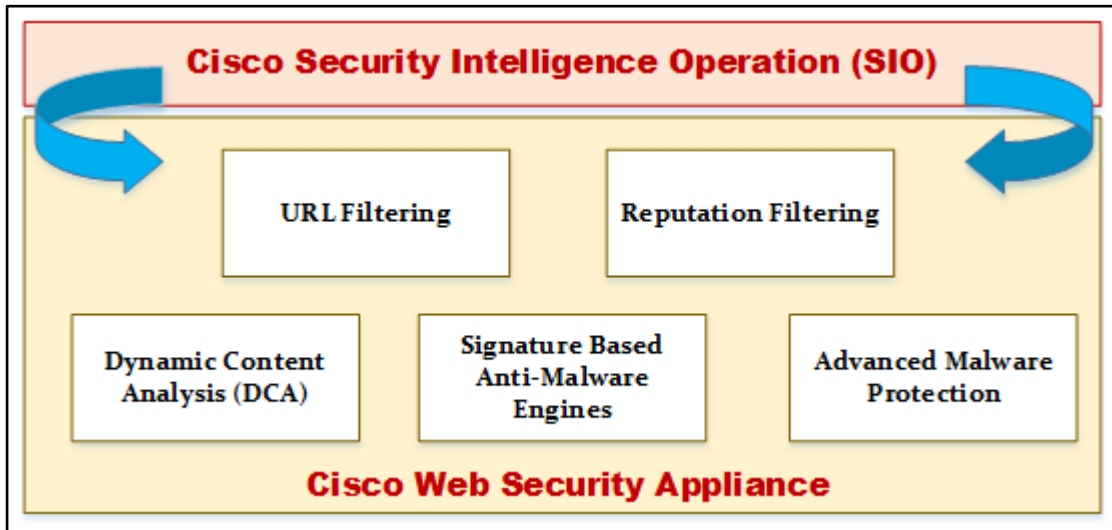 Cisco Security Intelligence Operation (SIO)
URL Filtering
Reputation Filtering
Dynamic Content
Analysis (DCA)
Signature Based
Anti-Malware
Engines
Advanced Malware
Protection
Cisco Web Security Appliance